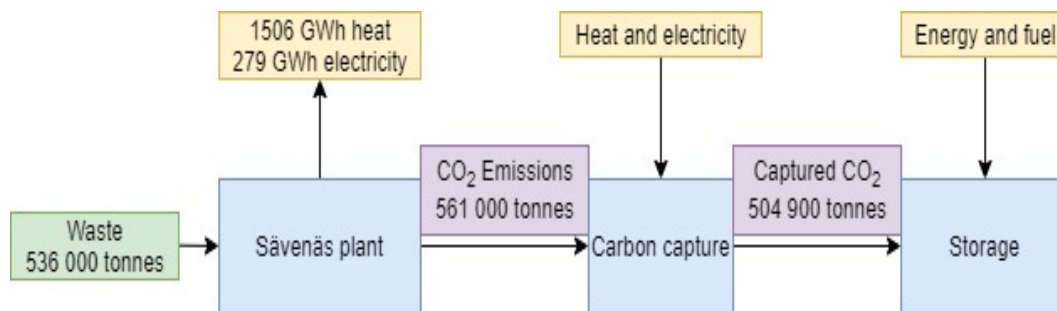 1506 GWh heat
279 GWh electricity
Heat and electricity
Energy and fuel
CO₂ Emissions
561 000 tonnes
Captured CO₂
504 900 tonnes
Waste
536 000 tonnes
Sävenäs plant
Carbon capture
Storage